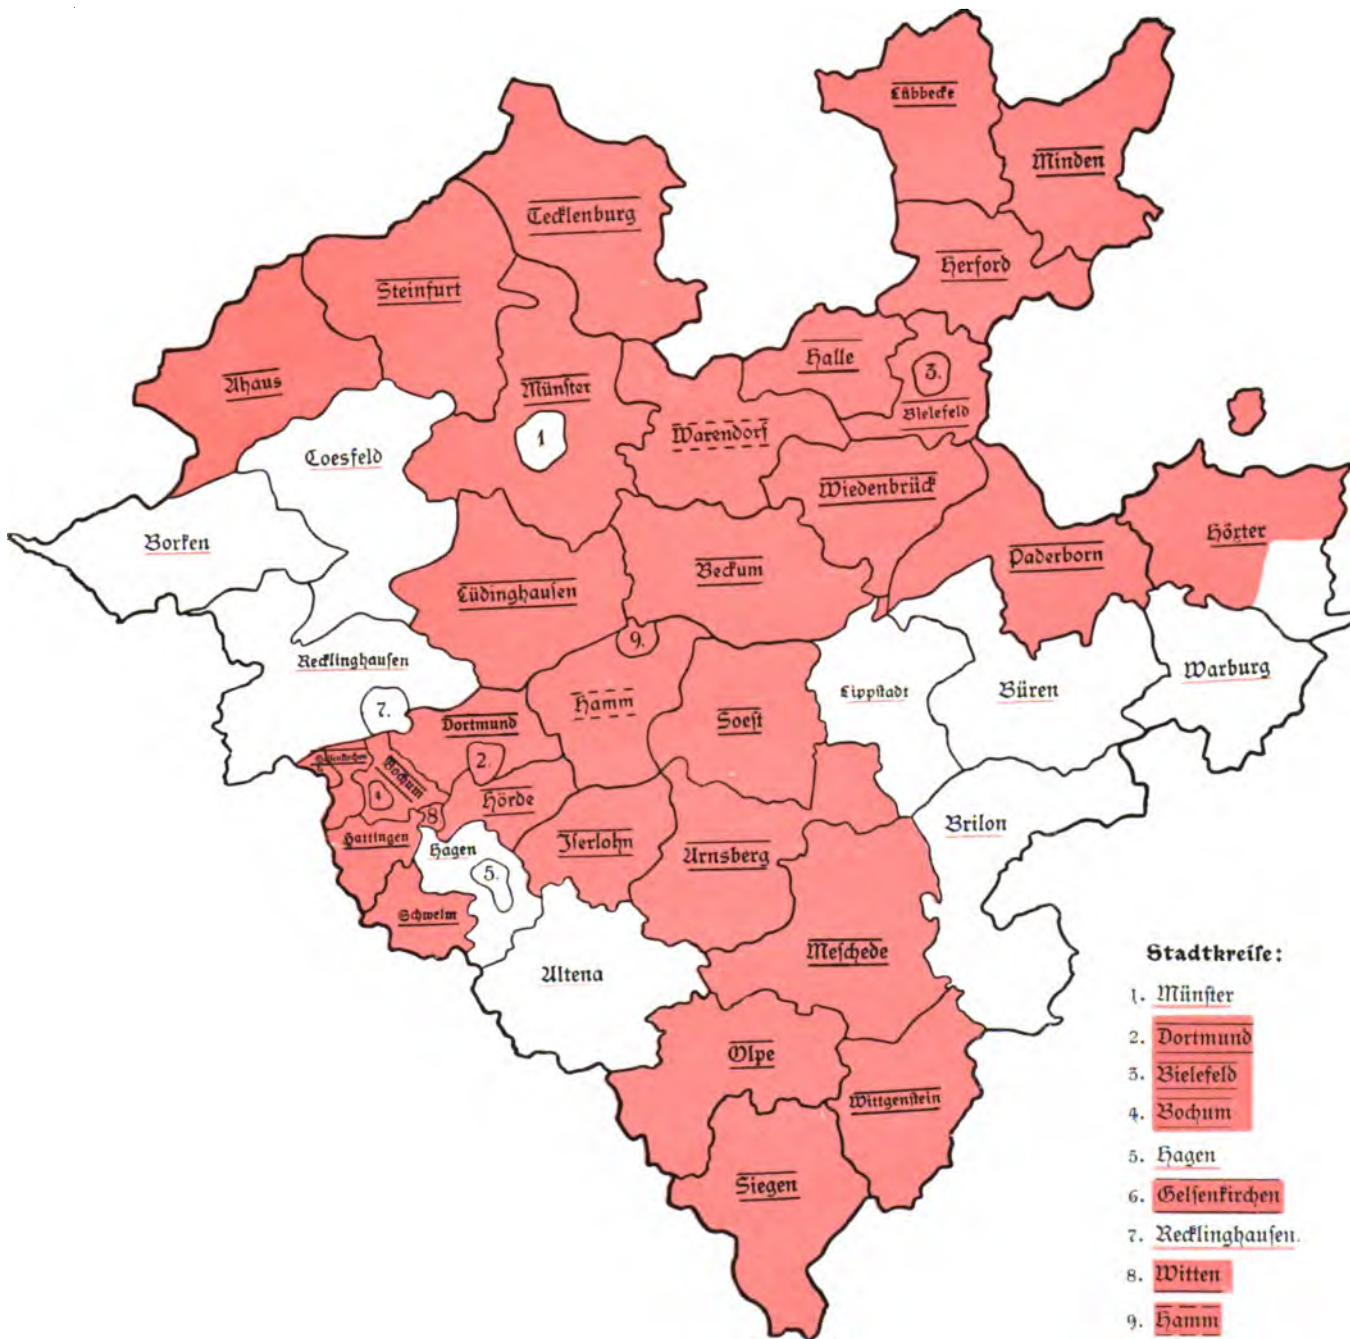 Lübbecke
Minden
Tecklenburg
Herford
Steinfurt
Halle
3.
Ahaus
Münster
Bielefeld
1
Warendorf
Coesfeld
Wiedenbrück
Höxter
Borken
Paderborn
Beckum
Lüdinghausen
9.
Recklinghausen
Warburg
Lippstadt
Büren
7.
Hamm
Soest
Dortmund
Gelsenkirchen
2.
Bochum
4
Hörde
8
Brilon
Hattingen
Hagen
Iserlohn
Arnsberg
5.
Schwelm
Meschede
Altena
Olpe
Wittgenstein
Siegen
Stadtkreise:
1. Münster
2. Dortmund
3. Bielefeld
4. Bochum
5. Hagen
6. Gelsenkirchen
7. Recklinghausen.
8. Witten
9. Hamm